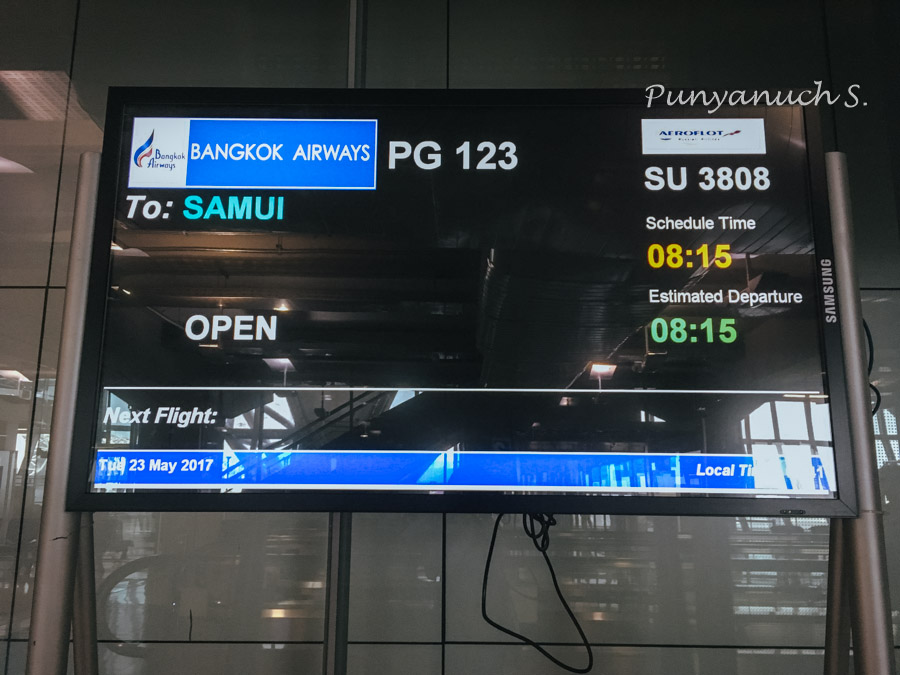 Punyanuch S.
Bangkok Airways
BANGKOK AIRWAYS
PG 123
AEROFLOT
SU 3808
To: SAMUI
Schedule Time
08:15
Estimated Departure
08:15
OPEN
SAMSUNG
Next Flight:
Tue 23 May 2017
Local